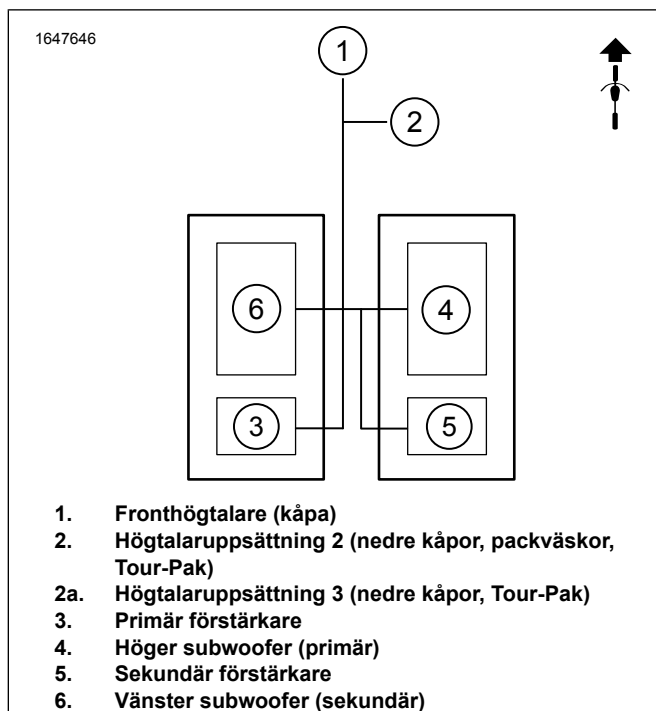 1647646
1
2
6
4
3
5
1. Fronthögtalare (kåpa)
2. Högtalaruppsättning 2 (nedre kåpor, packväskor,
Tour-Pak)
2a. Högtalaruppsättning 3 (nedre kåpor, Tour-Pak)
3. Primär förstärkare
4. Höger subwoofer (primär)
5. Sekundär förstärkare
6. Vänster subwoofer (sekundär)